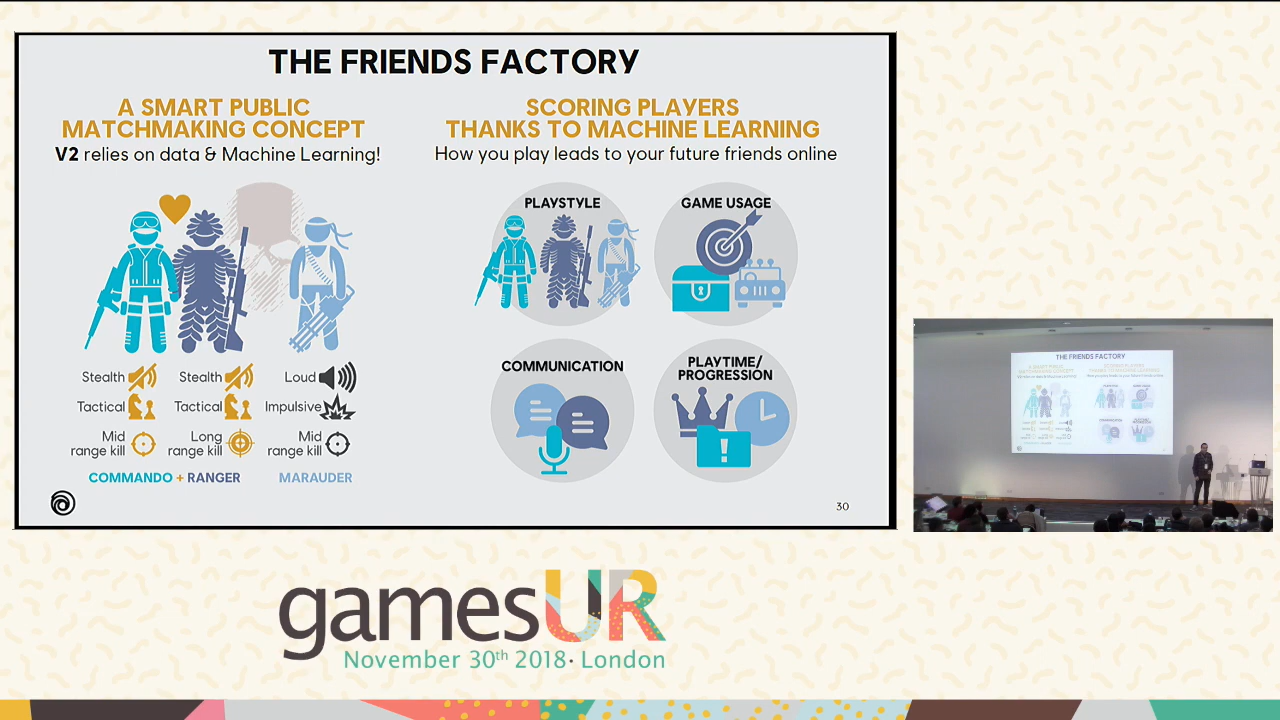 THE FRIENDS FACTORY
A SMART PUBLIC
MATCHMAKING CONCEPT
V2 relies on data & Machine Learning!
SCORING PLAYERS
THANKS TO MACHINE LEARNING
How you play leads to your future friends online
PLAYSTYLE
GAME USAGE
COMMUNICATION
PLAYTIME/
PROGRESSION
Stealth
Stealth
Loud
Tactical
Tactical
Impulsive
Mid
range kill
Long
range kill
Mid
range kill
COMMANDO + RANGER
MARAUDER
30
THE FRIENDS FACTORY
gamesUR
November 30th 2018 · London